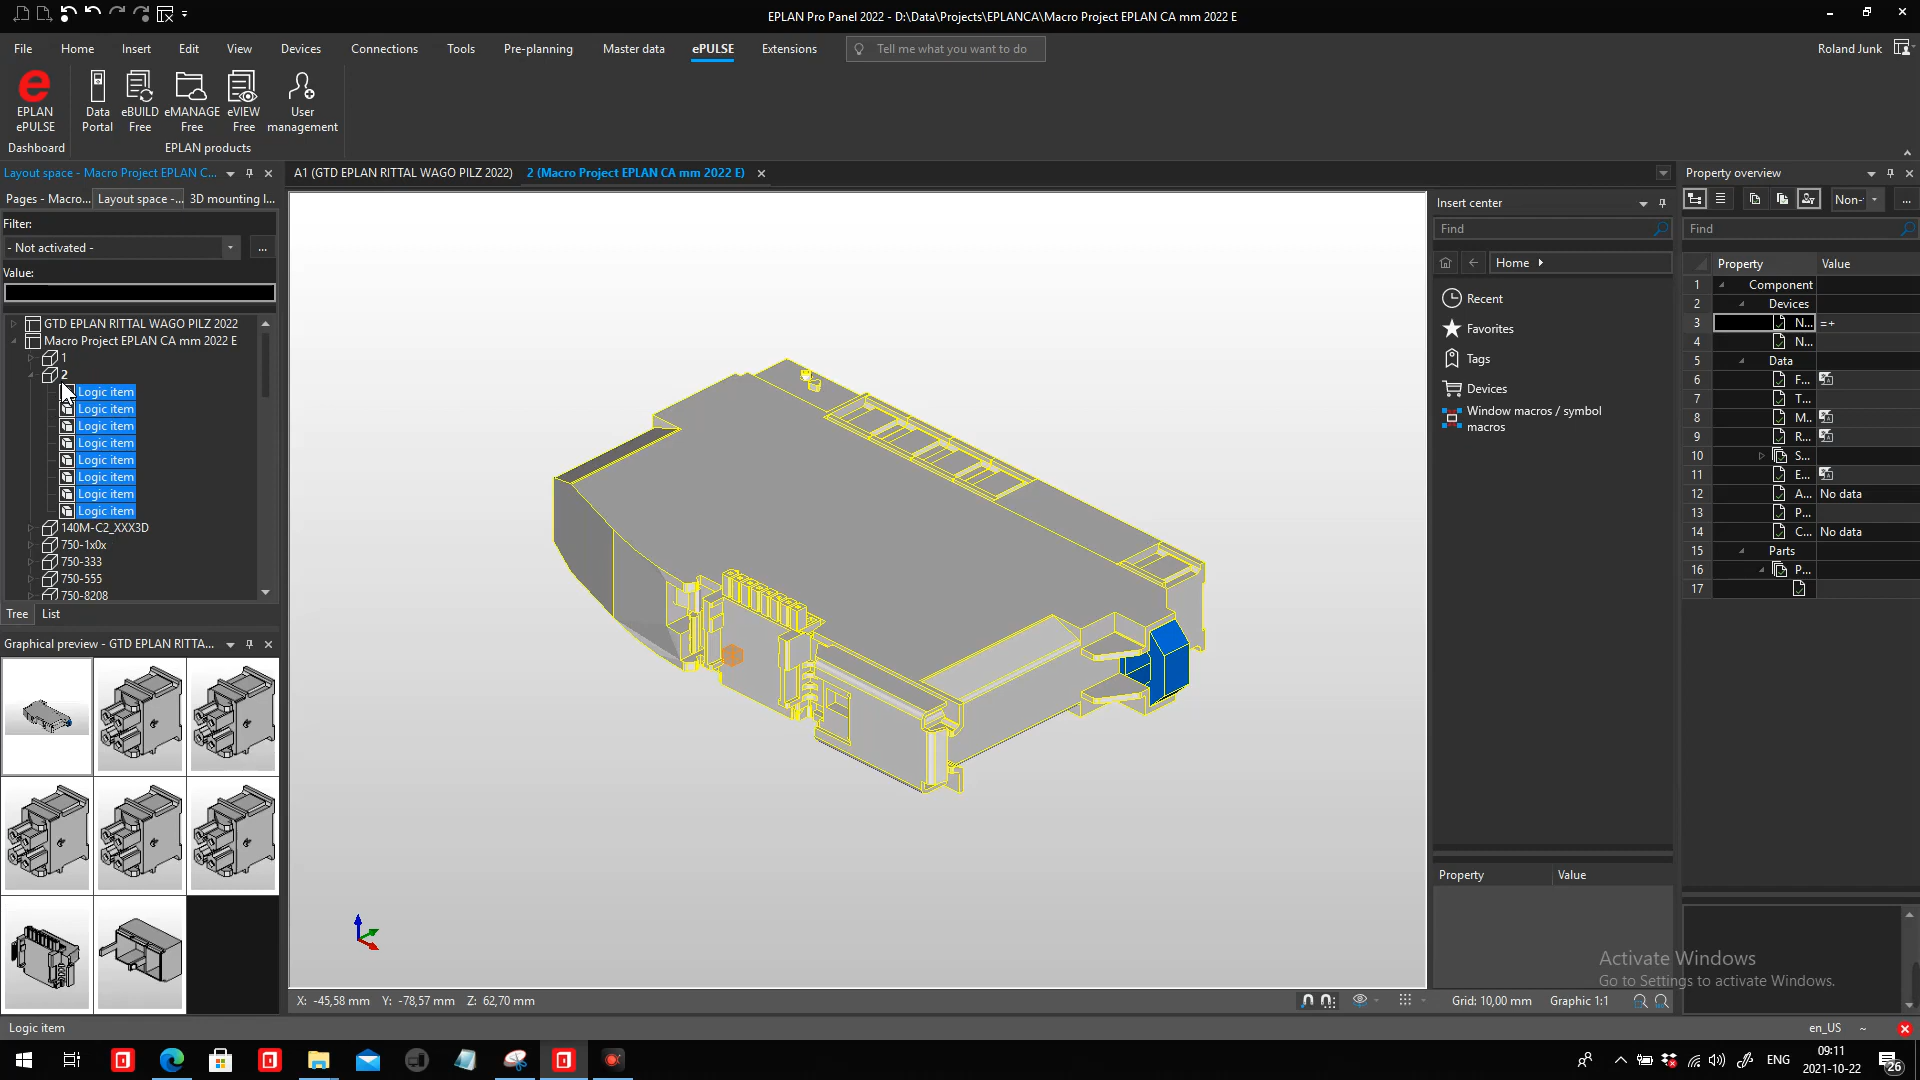 EPLAN Pro Panel 2022 - D:\Data\Projects\EPLANCA\Macro Project EPLAN CA mm 2022 E
File Home Insert Edit View Devices Connections Tools Pre-planning Master data ePULSE Extensions Tell me what you want to do Roland Junk
EPLAN ePULSE
Data Portal
eBUILD Free
eMANAGE Free
eVIEW Free
User management
Dashboard EPLAN products
Layout space - Macro Project EPLAN C...
Pages - Macro... Layout space -... 3D mounting l...
Filter:
- Not activated - ...
Value:
GTD EPLAN RITTAL WAGO PILZ 2022
Macro Project EPLAN CA mm 2022 E
1
2
Logic item
Logic item
Logic item
Logic item
Logic item
Logic item
Logic item
Logic item
140M-C2_XXX3D
750-1x0x
750-333
750-555
750-8208
Tree List
Graphical preview - GTD EPLAN RITTA...
A1 (GTD EPLAN RITTAL WAGO PILZ 2022) 2 (Macro Project EPLAN CA mm 2022 E)
X: -45,58 mm Y: -78,57 mm Z: 62,70 mm
Grid: 10,00 mm Graphic 1:1
Insert center
Find
Home
Recent
Favorites
Tags
Devices
Window macros / symbol
macros
Property Value
Property overview
Non- ...
Find
Property Value
1 Component
2 Devices
3 N... =+
4 N...
5 Data
6 F...
7 T...
8 M..
9 R...
10 S...
11 E...
12 A... No data
13 P...
14 C... No data
15 Parts
16 P...
17
Activate Windows
Go to Settings to activate Windows.
Logic item
en_US ~
ENG
09:11
2021-10-22
26